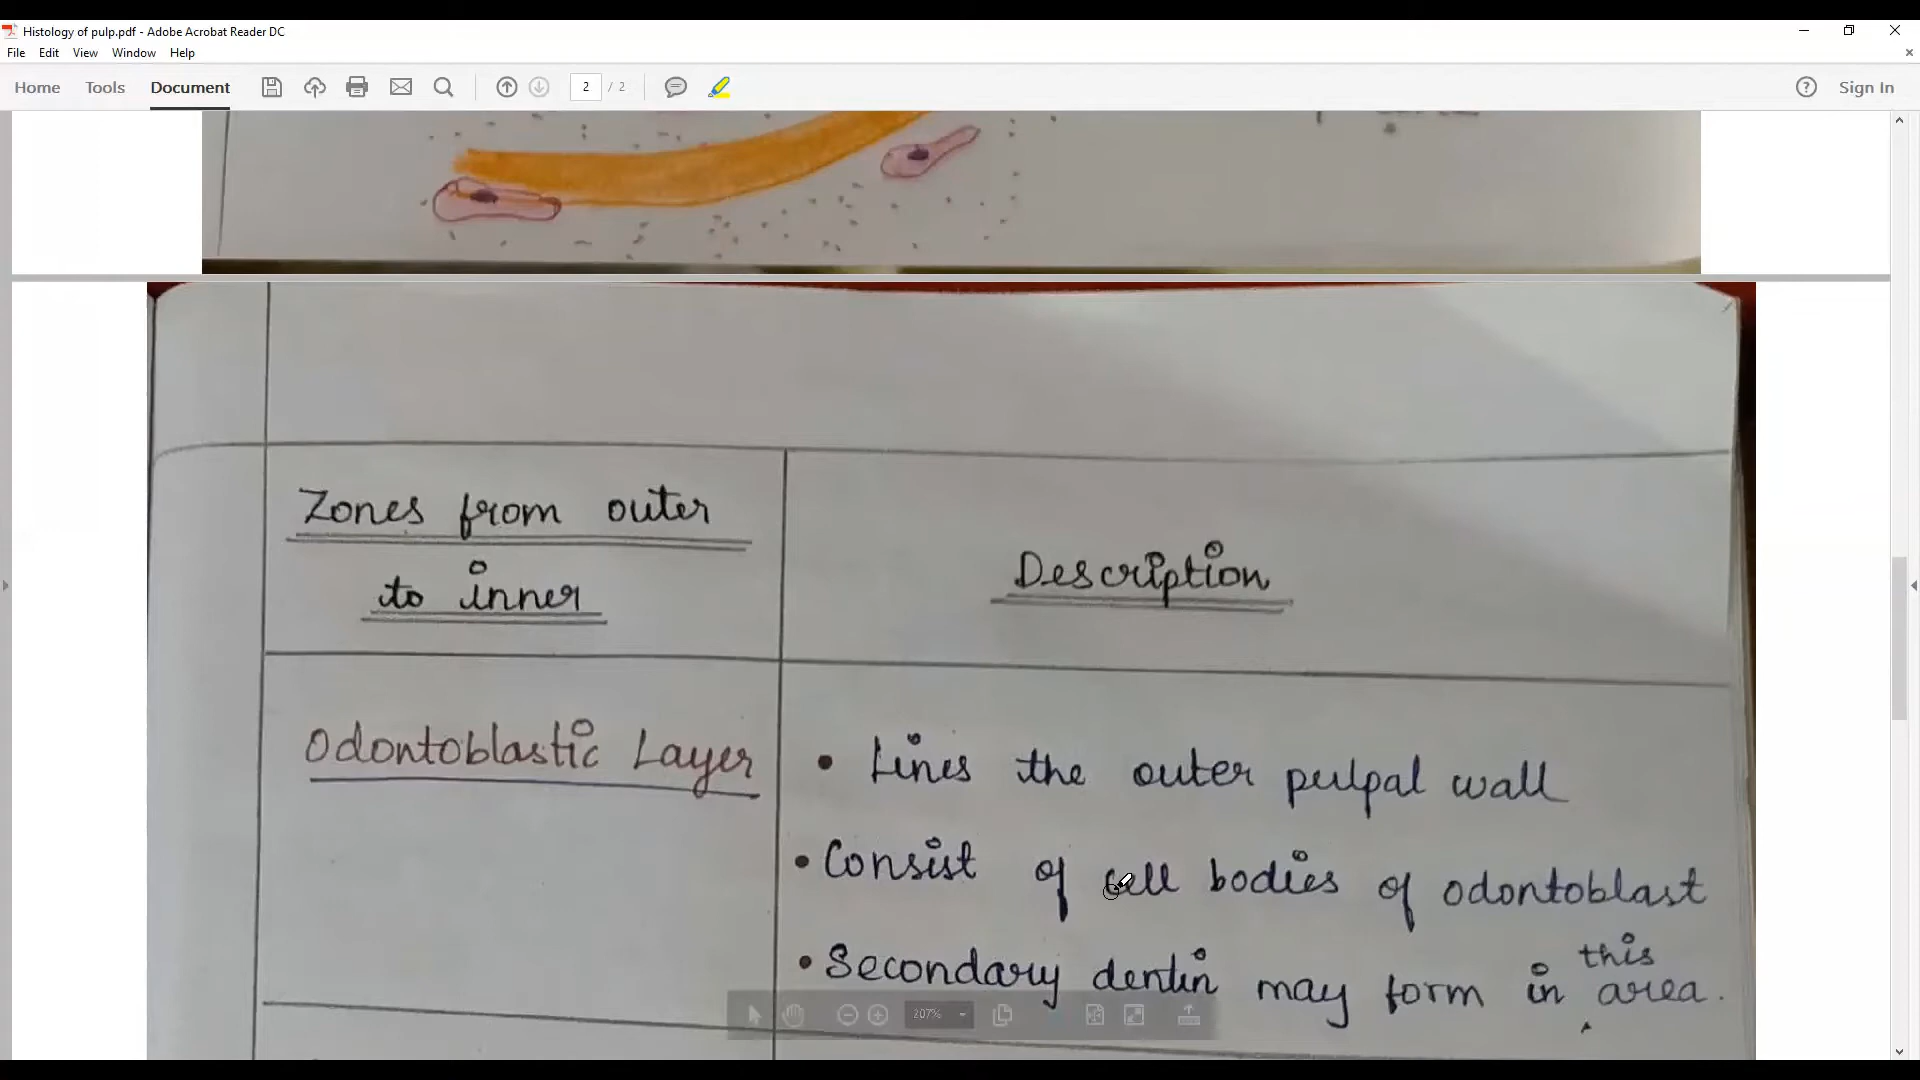 Histology of pulp.pdf - Adobe Acrobat Reader DC
File Edit View Window Help
Home Tools Document 2 / 2 Sign In
Zones from outer
to inner
Description
Odontoblastic Layer
• Lines the outer pulpal wall
• Consist of cell bodies of odontoblast
• Secondary dentin may form in this area.
207%